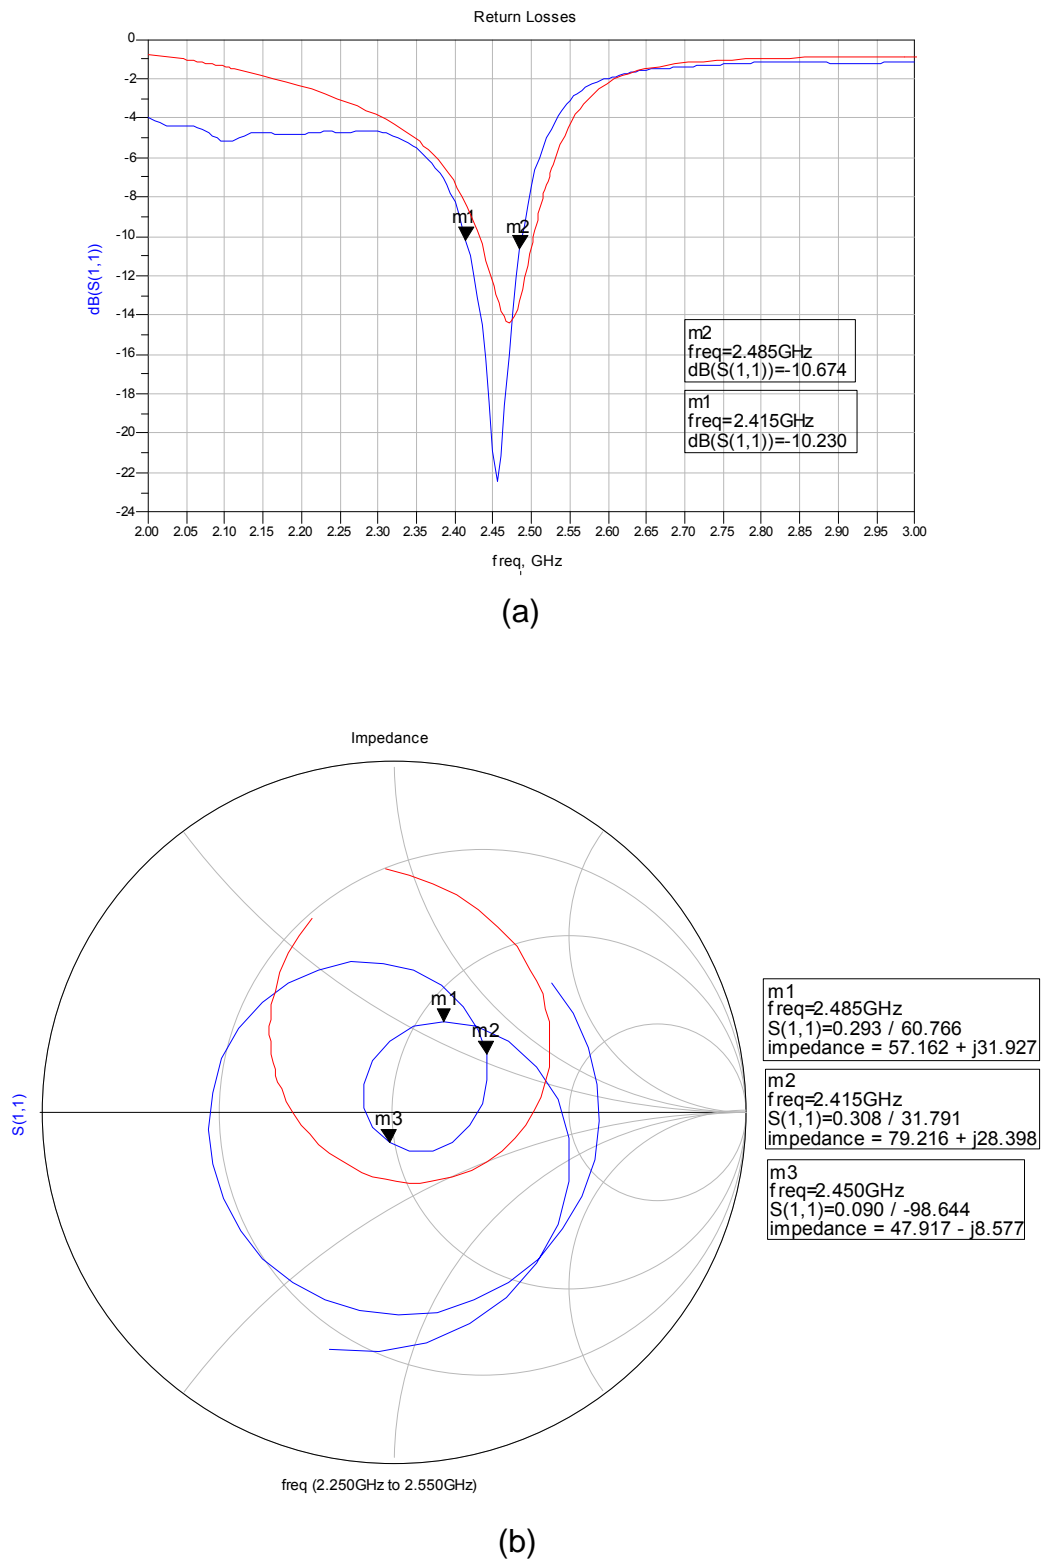 Return Losses
0
-2
-4
-6
-8
-10
-12
-14
-16
-18
-20
-22
-24
dB(S(1,1))
m1
m2
m2
freq=2.485GHz
dB(S(1,1))=-10.674
m1
freq=2.415GHz
dB(S(1,1))=-10.230
2.00 2.05 2.10 2.15 2.20 2.25 2.30 2.35 2.40 2.45 2.50 2.55 2.60 2.65 2.70 2.75 2.80 2.85 2.90 2.95 3.00
freq, GHz
(a)
Impedance
S(1,1)
m1
m2
m3
m1
freq=2.485GHz
S(1,1)=0.293 / 60.766
impedance = 57.162 + j31.927
m2
freq=2.415GHz
S(1,1)=0.308 / 31.791
impedance = 79.216 + j28.398
m3
freq=2.450GHz
S(1,1)=0.090 / -98.644
impedance = 47.917 - j8.577
freq (2.250GHz to 2.550GHz)
(b)